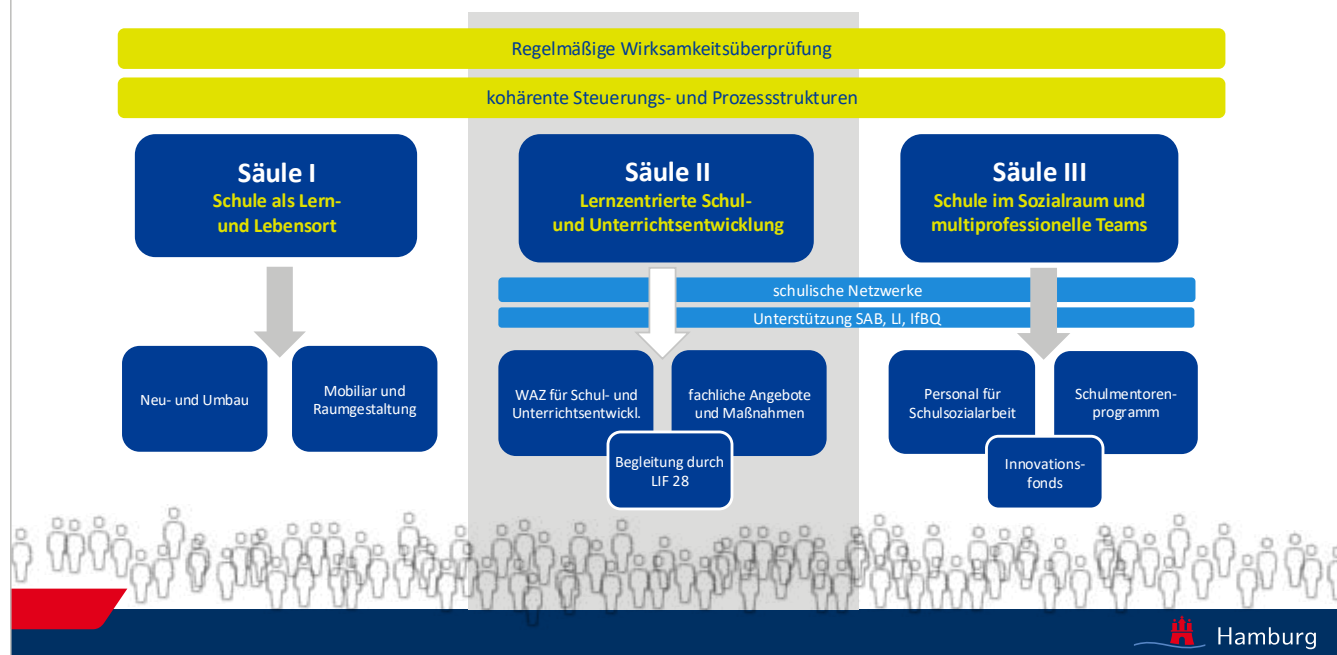 Regelmäßige Wirksamkeitsüberprüfung
kohärente Steuerungs- und Prozessstrukturen
Säule I
Schule als Lern-
und Lebensort
Säule II
Lernzentrierte Schul-
und Unterrichtsentwicklung
Säule III
Schule im Sozialraum und
multiprofessionelle Teams
schulische Netzwerke
Unterstützung SAB, LI, IfBQ
Neu- und Umbau
Mobiliar und
Raumgestaltung
WAZ für Schul- und
Unterrichtsentwickl.
fachliche Angebote
und Maßnahmen
Begleitung durch
LIF 28
Personal für
Schulsozialarbeit
Schulmentoren-
programm
Innovations-
fonds
Hamburg